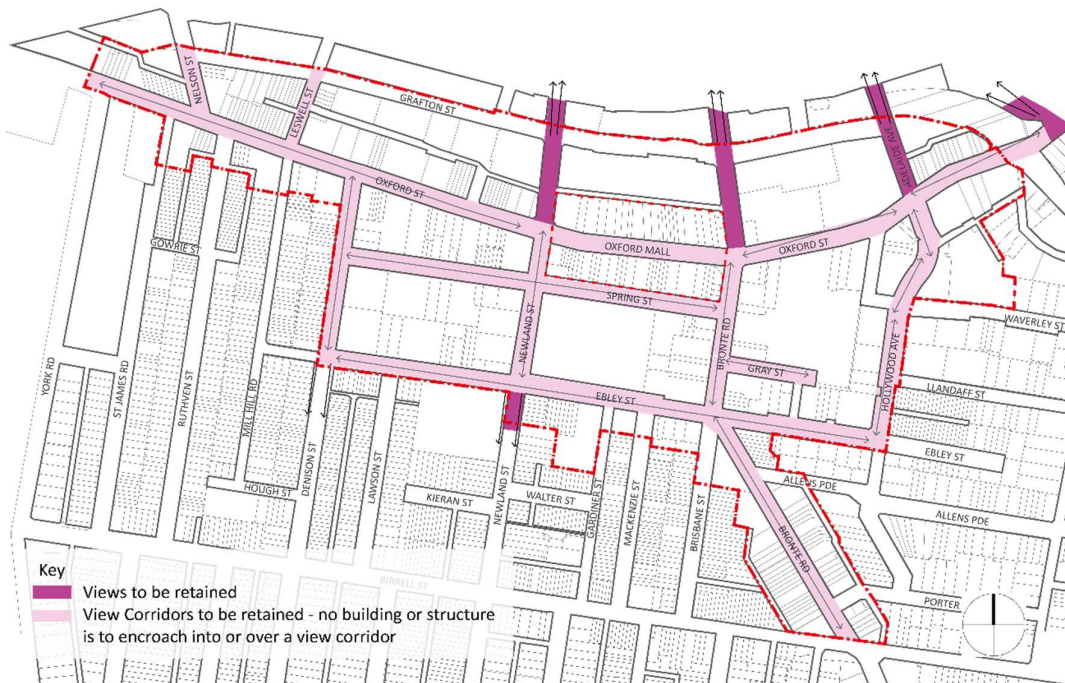 NELSON ST
LESWELL ST
GRAFTON ST
ADELAIDE AVE
OXFORD ST
OXFORD MALL
OXFORD ST
GOWRIE ST
SPRING ST
NEWLAND ST
BRONTE RD
GRAY ST
HOLLYWOOD AVE
WAVERLEY ST
YORK RD
ST JAMES RD
RUTHVEN ST
MILL HILL RD
EBLEY ST
LLANDAFF ST
EBLEY ST
DENISON ST
LAWSON ST
HOUGH ST
KIERAN ST
NEWLAND ST
WALTER ST
GARDINER ST
MACKENZIE ST
BRISBANE ST
ALLENS PDE
ALLENS PDE
BRONTE RD
BIRRELL ST
PORTER
Key
Views to be retained
View Corridors to be retained - no building or structure
is to encroach into or over a view corridor